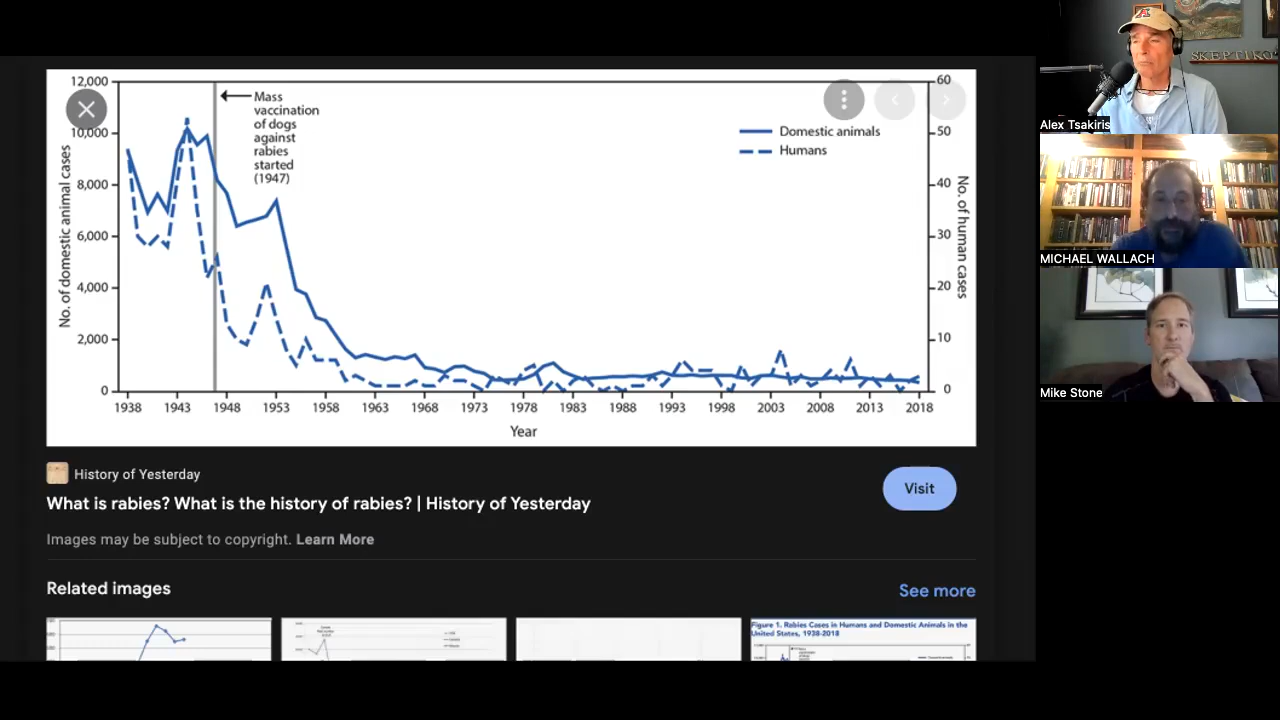 12,000
10,000
8,000
6,000
4,000
2,000
0
No. of domestic animal cases
Mass
vaccination
of dogs
against
rabies
started
(1947)
Domestic animals
Humans
60
50
40
30
20
10
0
No. of human cases
1938 1943 1948 1953 1958 1963 1968 1973 1978 1983 1988 1993 1998 2003 2008 2013 2018
Year
History of Yesterday
What is rabies? What is the history of rabies? | History of Yesterday
Visit
Images may be subject to copyright. Learn More
Related images
See more
Figure 1. Rabies Cases in Humans and Domestic Animals in the
United States, 1938-2018
SKEPTIKO
Alex Tsakiris
MICHAEL WALLACH
Mike Stone